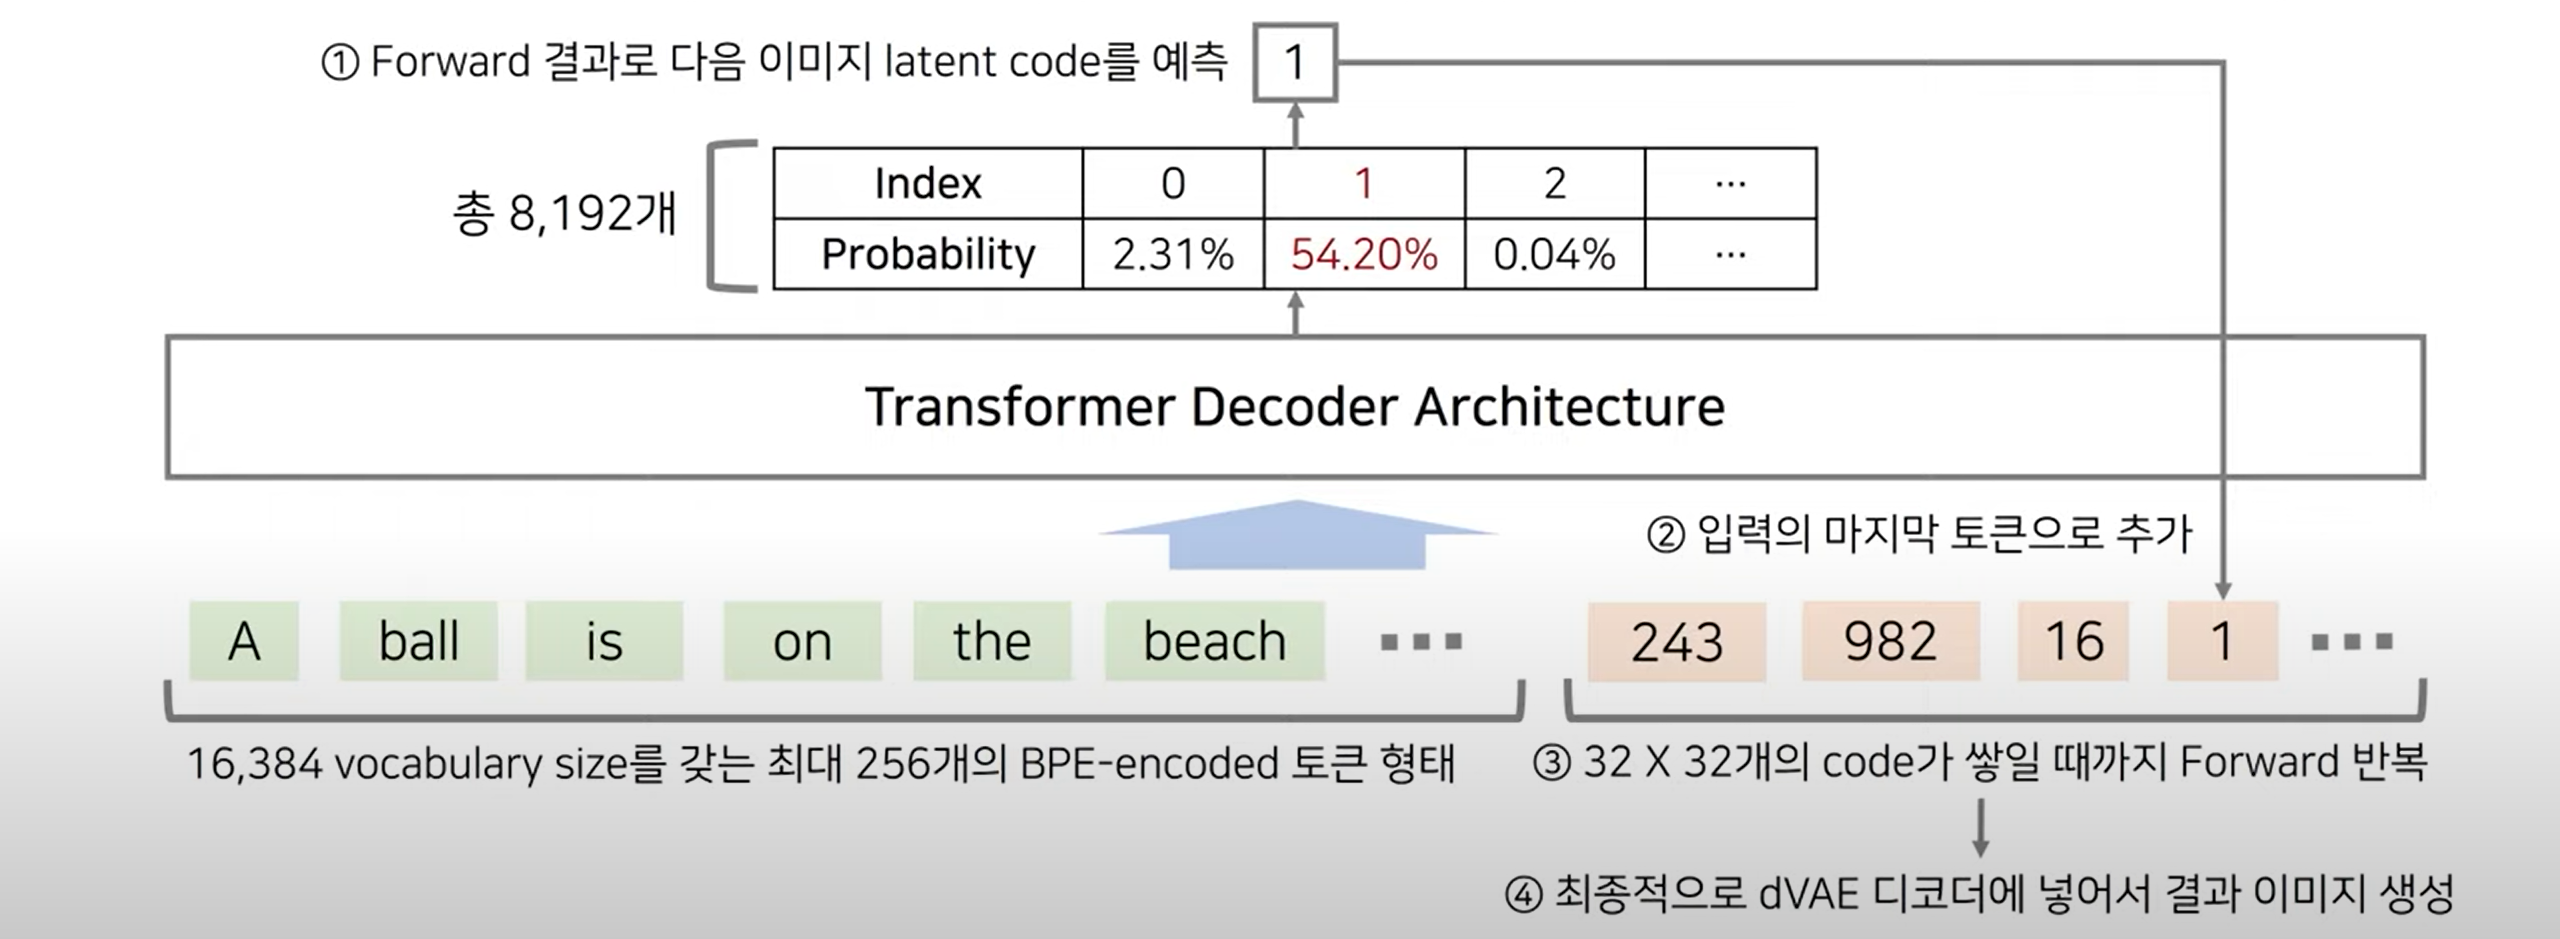 ① Forward 결과로 다음 이미지 latent code를 예측 1
총 8,192개
Index 0 1 2 ...
Probability 2.31% 54.20% 0.04% ...
Transformer Decoder Architecture
② 입력의 마지막 토큰으로 추가
A ball is on the beach ... 243 982 16 1 ...
16,384 vocabulary size를 갖는 최대 256개의 BPE-encoded 토큰 형태
③ 32 X 32개의 code가 쌓일 때까지 Forward 반복
④ 최종적으로 dVAE 디코더에 넣어서 결과 이미지 생성